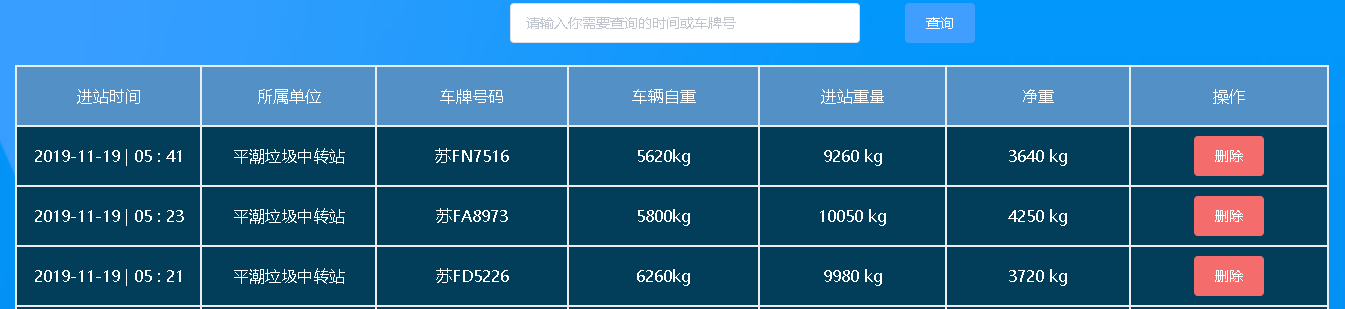 请输入你需要查询的时间或车牌号 查询
进站时间 所属单位 车牌号码 车辆自重 进站重量 净重 操作
2019-11-19 | 05 : 41 平潮垃圾中转站 苏FN7516 5620kg 9260 kg 3640 kg 删除
2019-11-19 | 05 : 23 平潮垃圾中转站 苏FA8973 5800kg 10050 kg 4250 kg 删除
2019-11-19 | 05 : 21 平潮垃圾中转站 苏FD5226 6260kg 9980 kg 3720 kg 删除